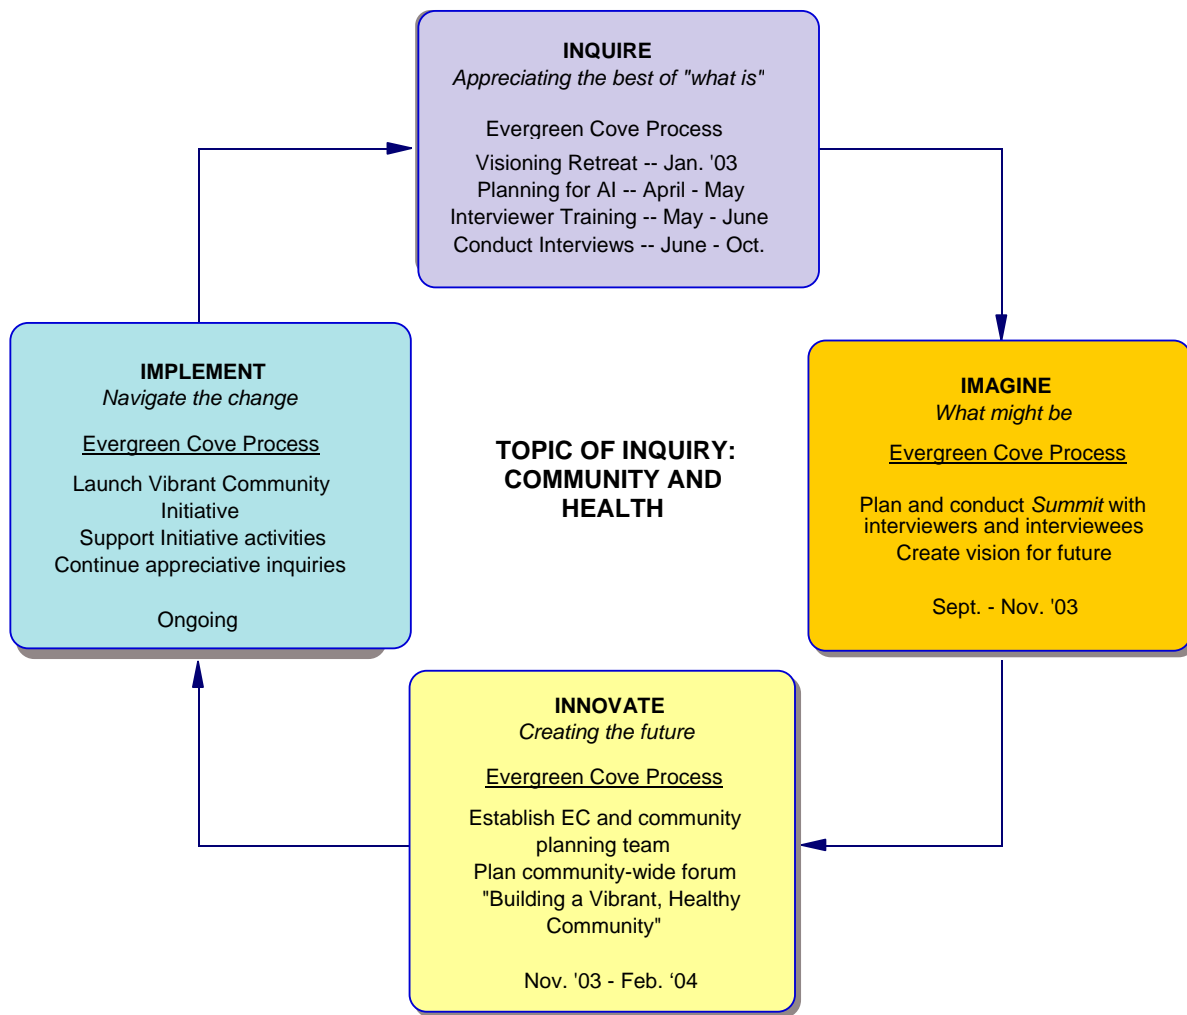 INQUIRE
Appreciating the best of "what is"
Evergreen Cove Process
Visioning Retreat -- Jan. '03
Planning for AI -- April - May
Interviewer Training -- May - June
Conduct Interviews -- June - Oct.
IMPLEMENT
Navigate the change
Evergreen Cove Process
Launch Vibrant Community
Initiative
Support Initiative activities
Continue appreciative inquiries
Ongoing
TOPIC OF INQUIRY:
COMMUNITY AND
HEALTH
IMAGINE
What might be
Evergreen Cove Process
Plan and conduct Summit with
interviewers and interviewees
Create vision for future
Sept. - Nov. '03
INNOVATE
Creating the future
Evergreen Cove Process
Establish EC and community
planning team
Plan community-wide forum
"Building a Vibrant, Healthy
Community"
Nov. '03 - Feb. ‘04